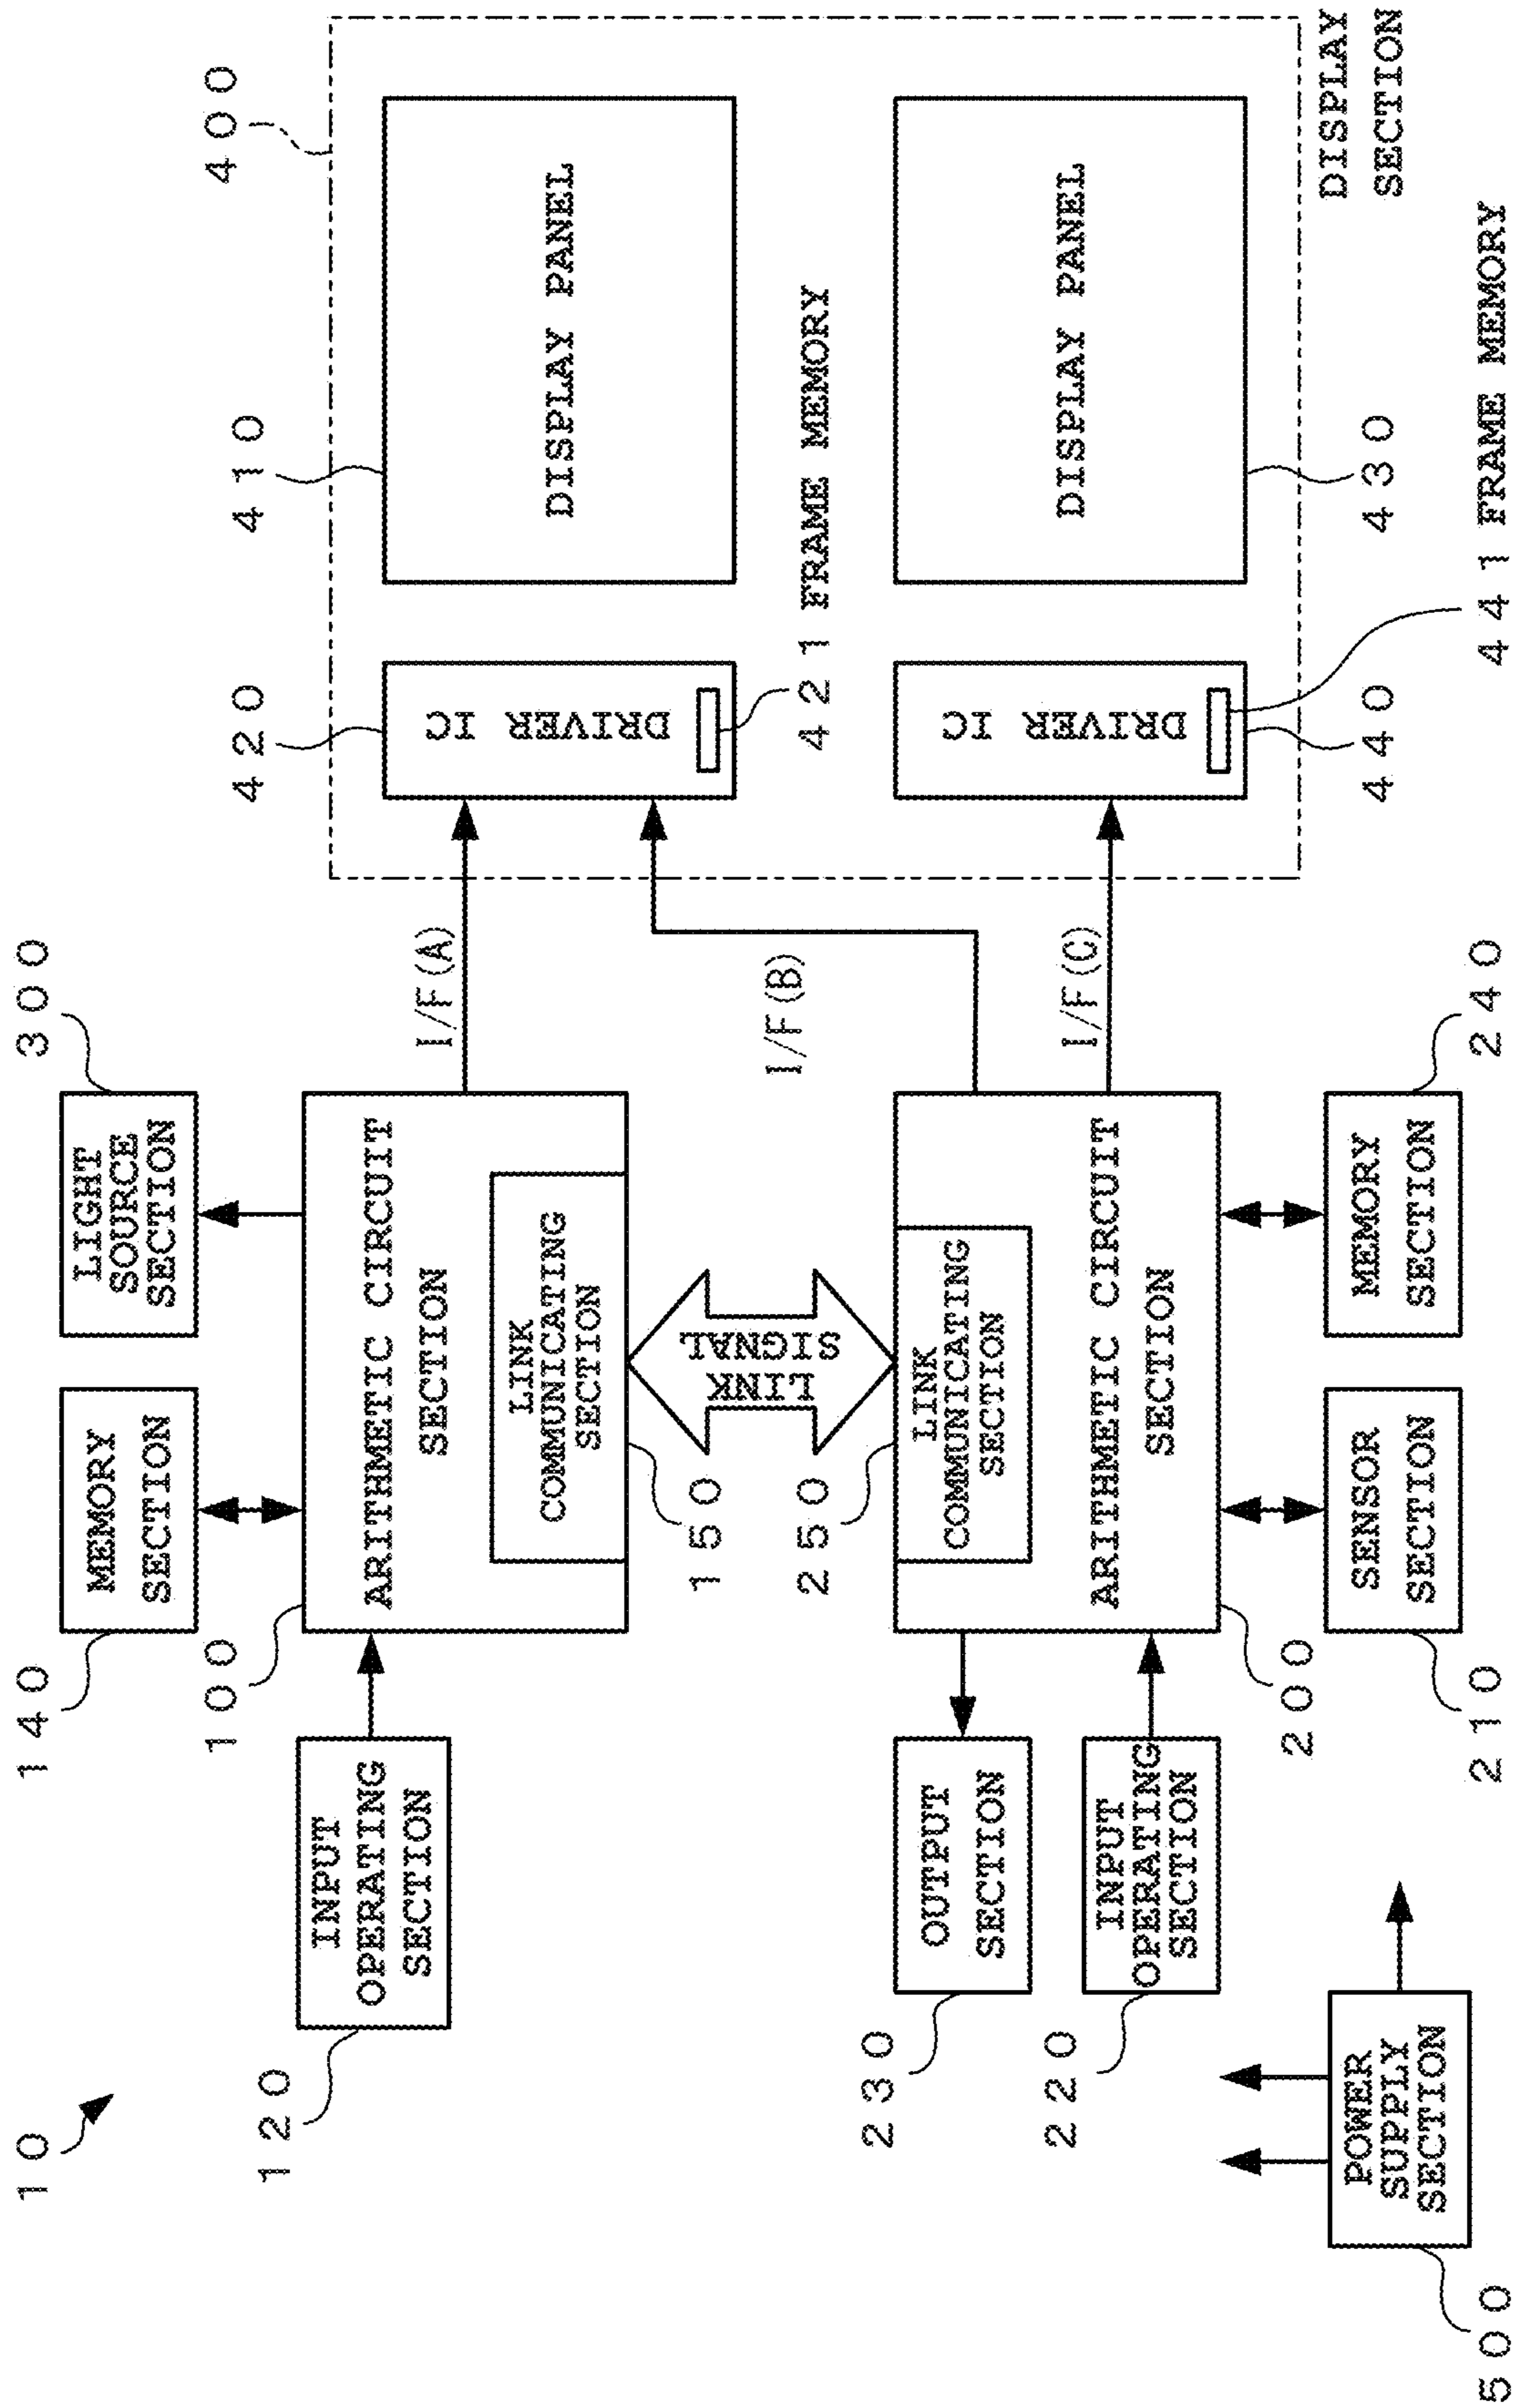 10
140
MEMORY
SECTION
300
LIGHT
SOURCE
SECTION
120
INPUT
OPERATING
SECTION
100
ARITHMETIC CIRCUIT
SECTION
LINK
COMMUNICATING
SECTION
150
I/F(A)
400
420
DRIVER IC
421 FRAME MEMORY
410
DISPLAY PANEL
LINK
SIGNAL
I/F(B)
230
OUTPUT
SECTION
220
INPUT
OPERATING
SECTION
250
LINK
COMMUNICATING
SECTION
ARITHMETIC CIRCUIT
SECTION
200
I/F(C)
DRIVER IC
440
441 FRAME MEMORY
DISPLAY PANEL
430
DISPLAY
SECTION
500
POWER
SUPPLY
SECTION
210
SENSOR
SECTION
MEMORY
SECTION
240